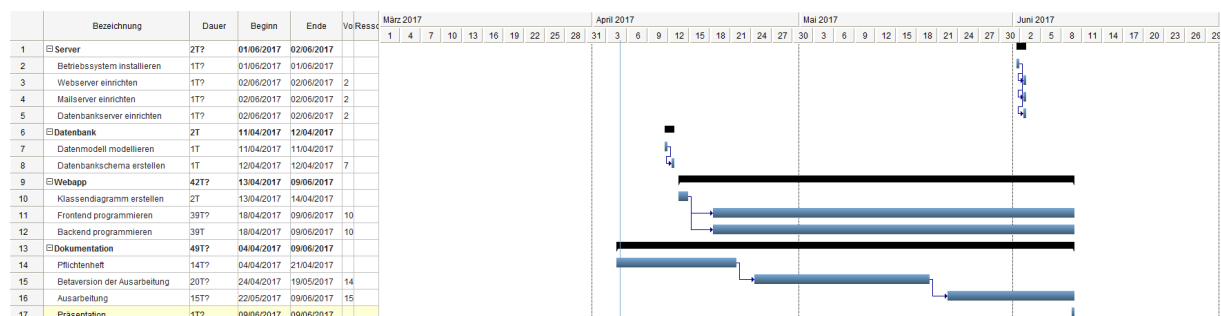 Bezeichnung Dauer Beginn Ende Vo Ressc
März 2017 April 2017 Mai 2017 Juni 2017
1 4 7 10 13 16 19 22 25 28 31 3 6 9 12 15 18 21 24 27 30 3 6 9 12 15 18 21 24 27 30 2 5 8 11 14 17 20 23 26 29
1 Server 2T? 01/06/2017 02/06/2017
2 Betriebssystem installieren 1T? 01/06/2017 01/06/2017
3 Webserver einrichten 1T? 02/06/2017 02/06/2017 2
4 Mailserver einrichten 1T? 02/06/2017 02/06/2017 2
5 Datenbankserver einrichten 1T? 02/06/2017 02/06/2017 2
6 Datenbank 2T 11/04/2017 12/04/2017
7 Datenmodell modellieren 1T 11/04/2017 11/04/2017
8 Datenbankschema erstellen 1T 12/04/2017 12/04/2017 7
9 Webapp 42T? 13/04/2017 09/06/2017
10 Klassendiagramm erstellen 2T 13/04/2017 14/04/2017
11 Frontend programmieren 39T? 18/04/2017 09/06/2017 10
12 Backend programmieren 39T 18/04/2017 09/06/2017 10
13 Dokumentation 49T? 04/04/2017 09/06/2017
14 Pflichtenheft 14T? 04/04/2017 21/04/2017
15 Betaversion der Ausarbeitung 20T? 24/04/2017 19/05/2017 14
16 Ausarbeitung 15T? 22/05/2017 09/06/2017 15
17 Präsentation 1T? 09/06/2017 09/06/2017